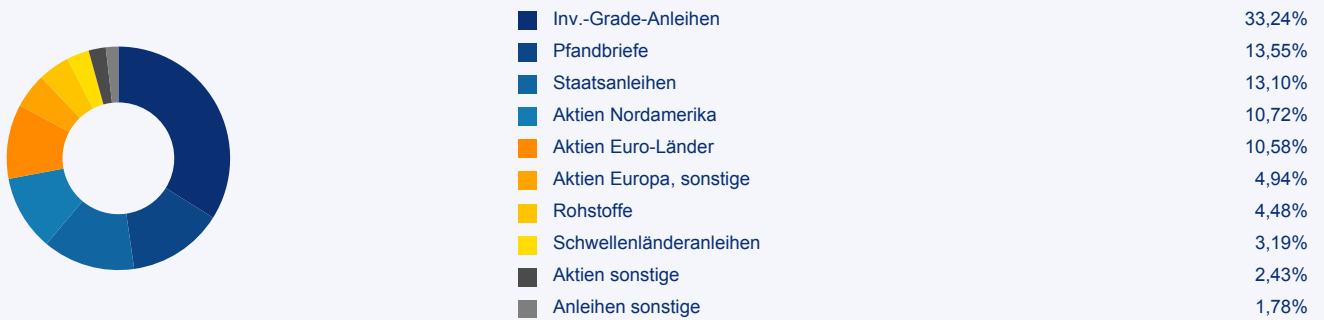 Inv.-Grade-Anleihen 33,24%
Pfandbriefe 13,55%
Staatsanleihen 13,10%
Aktien Nordamerika 10,72%
Aktien Euro-Länder 10,58%
Aktien Europa, sonstige 4,94%
Rohstoffe 4,48%
Schwellenländeranleihen 3,19%
Aktien sonstige 2,43%
Anleihen sonstige 1,78%